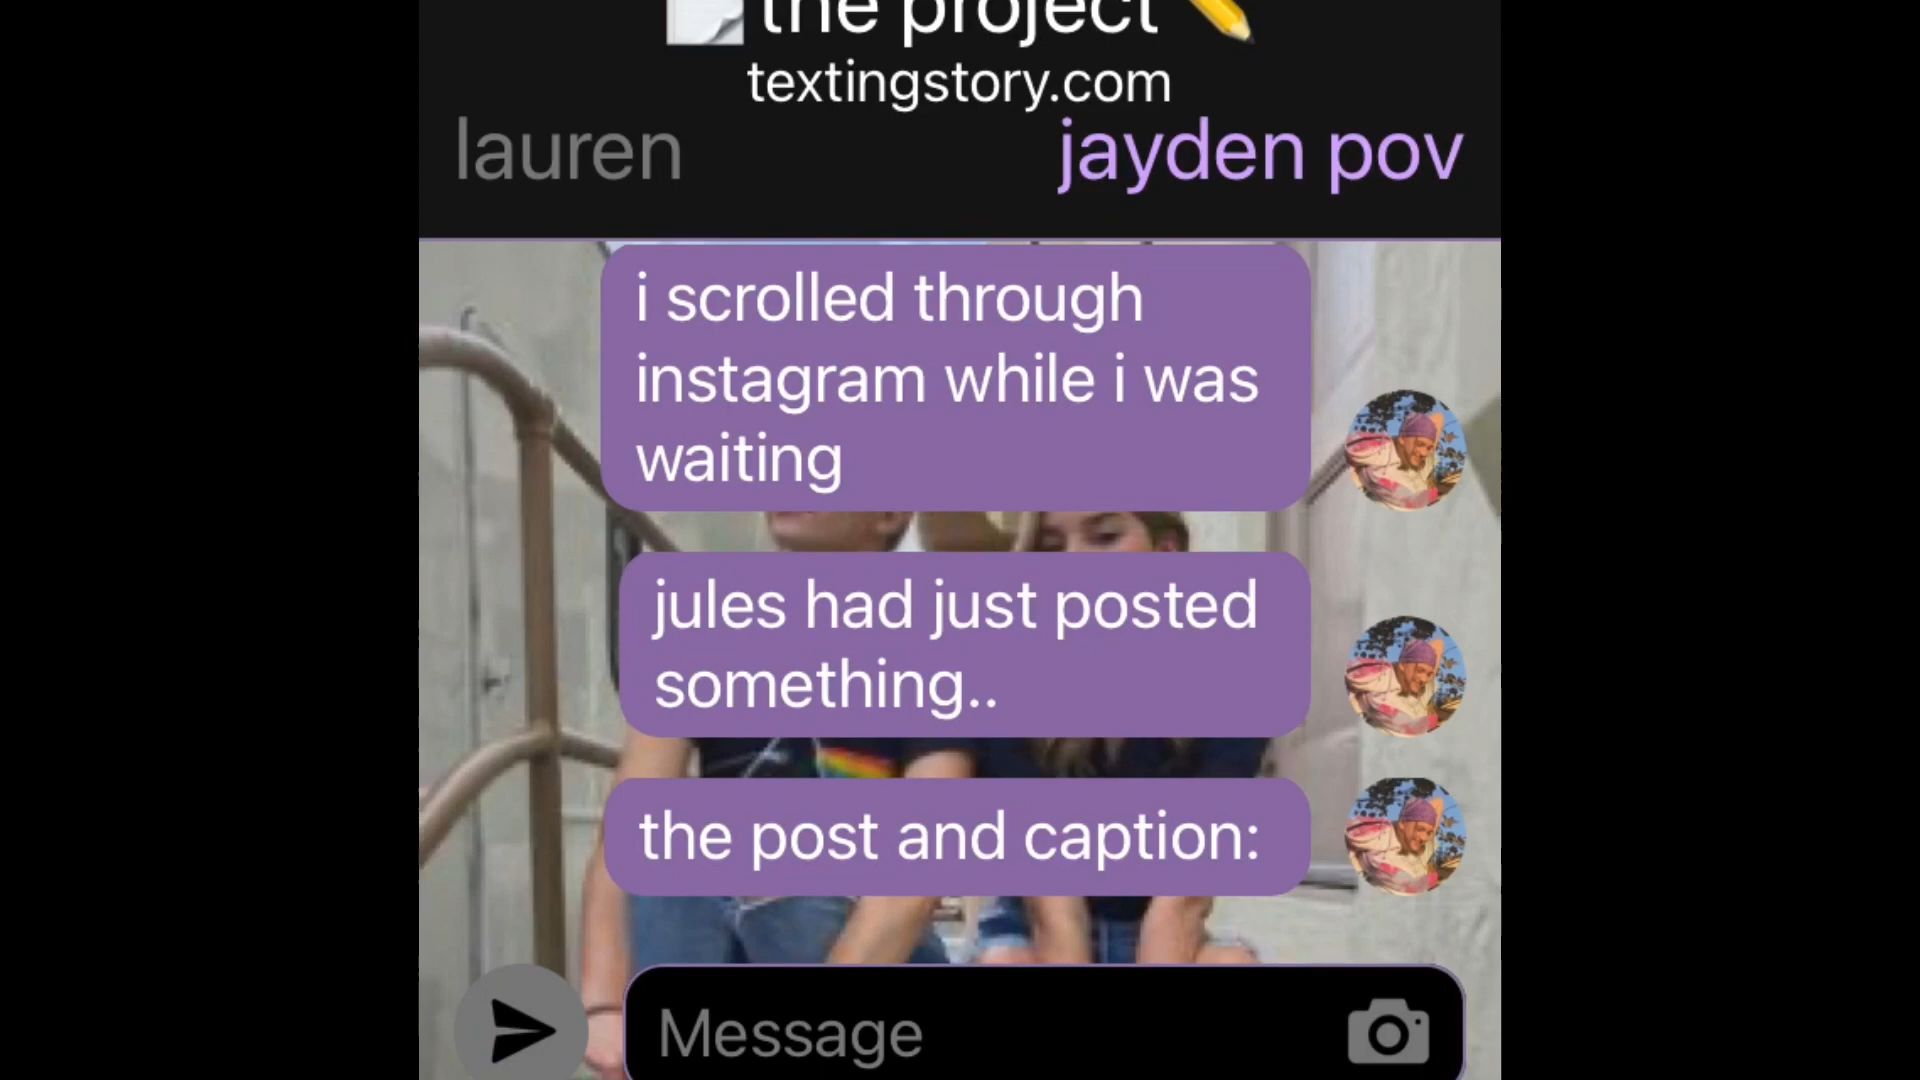 the project
textingstory.com
lauren
jayden pov
i scrolled through
instagram while i was
waiting
jules had just posted
something..
the post and caption:
Message